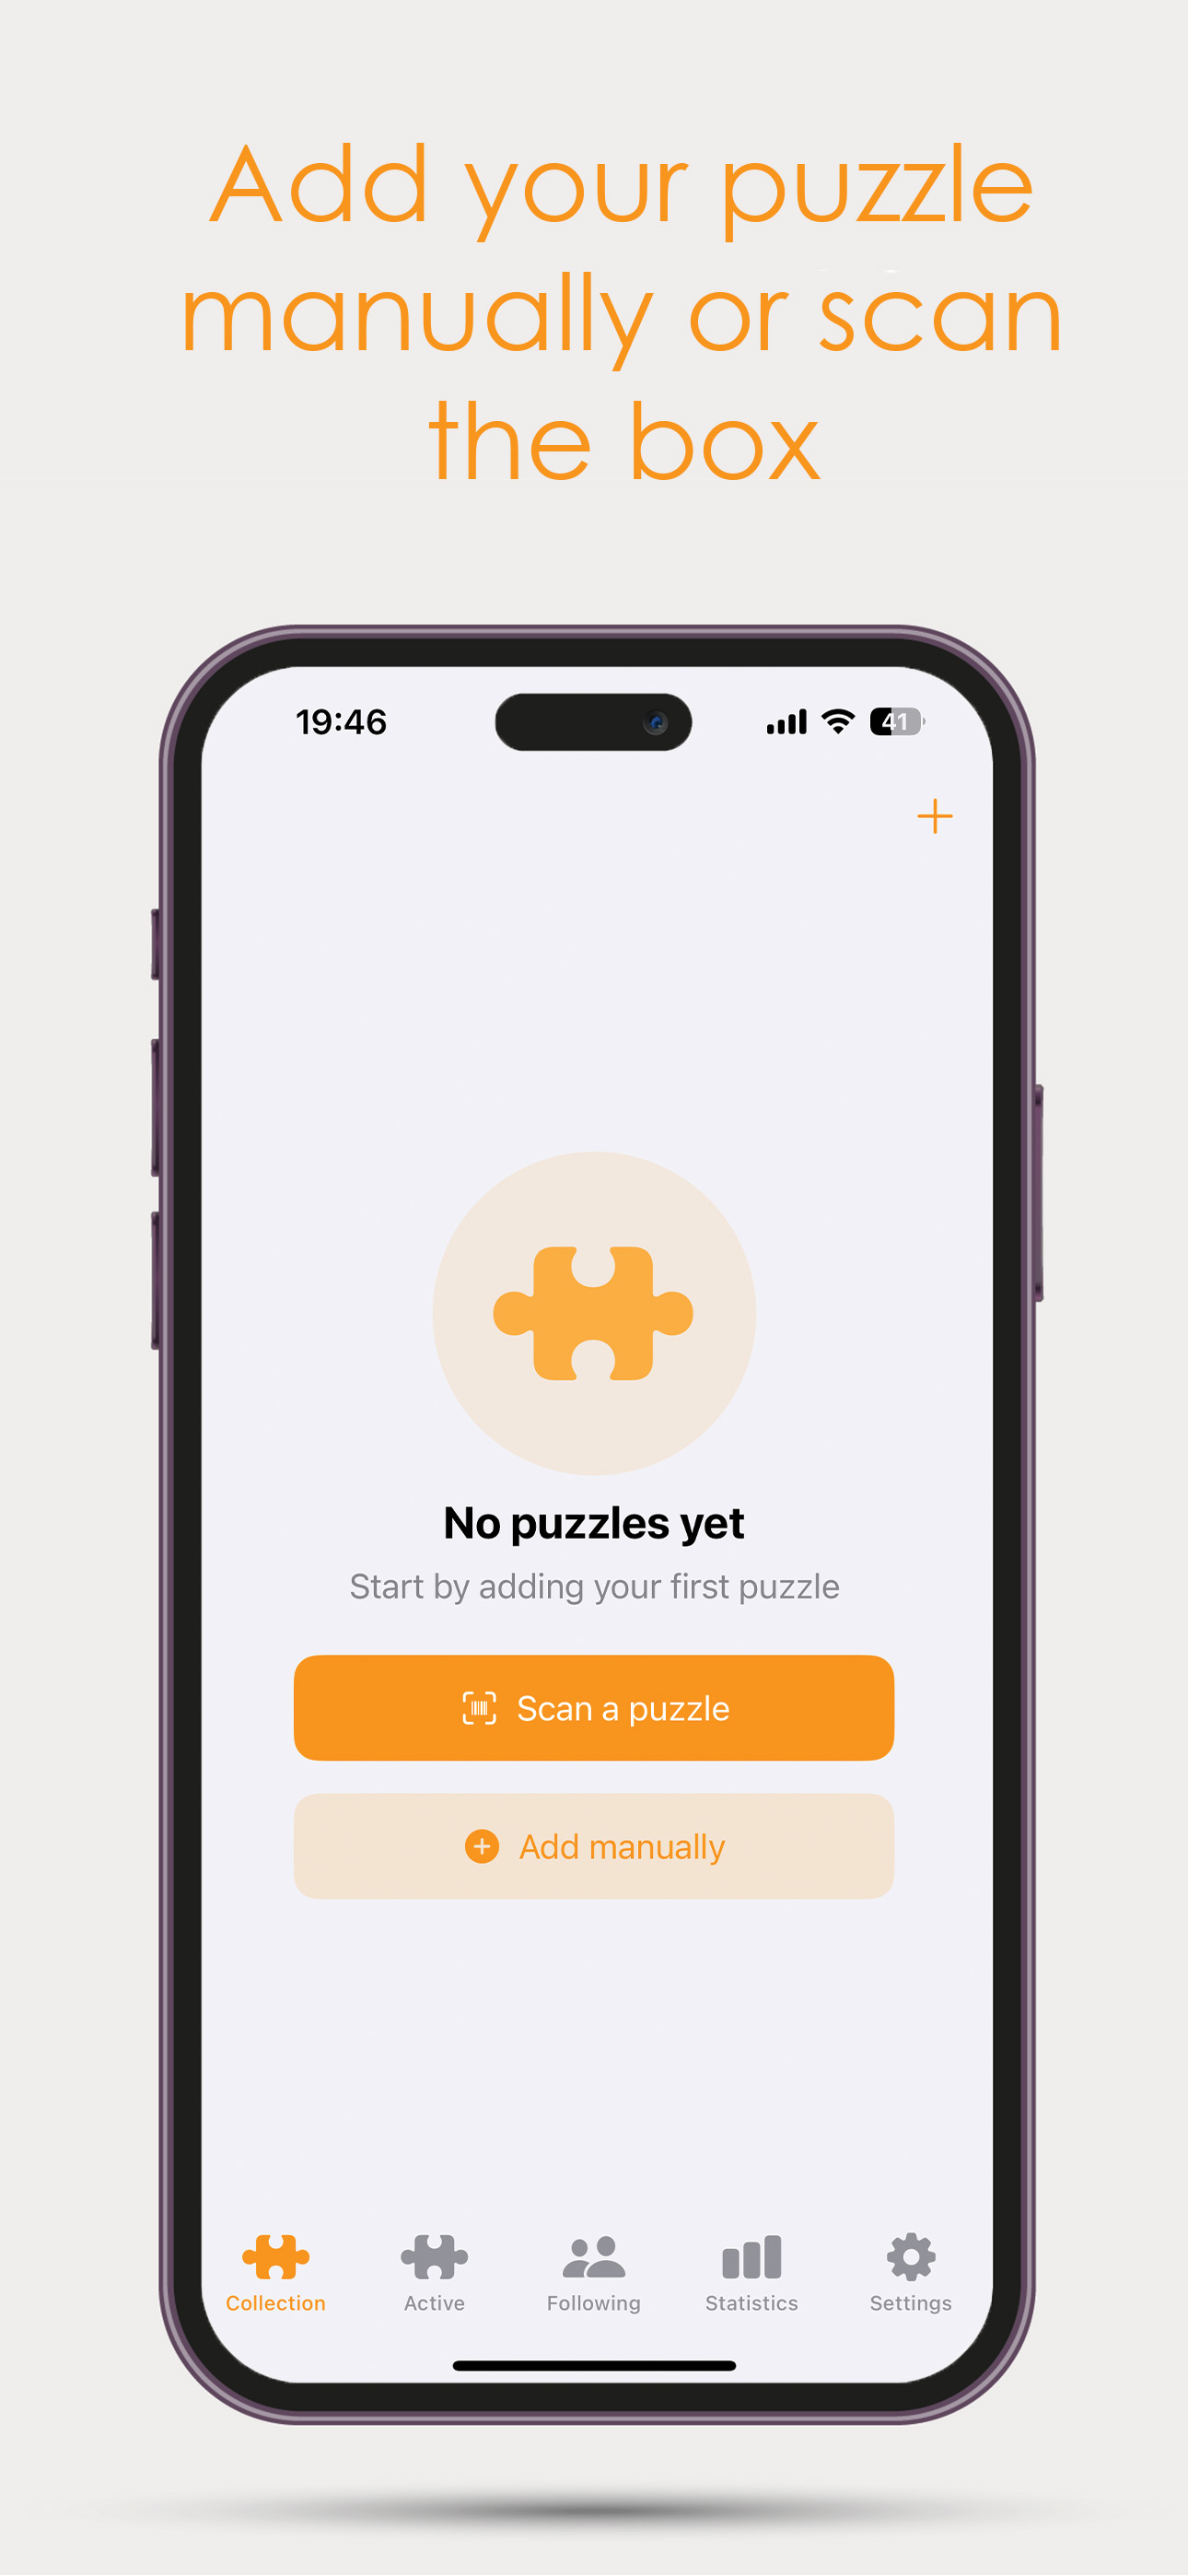 Add your puzzle
manually or scan
the box
19:46
41
No puzzles yet
Start by adding your first puzzle
Scan a puzzle
Add manually
Collection
Active
Following
Statistics
Settings